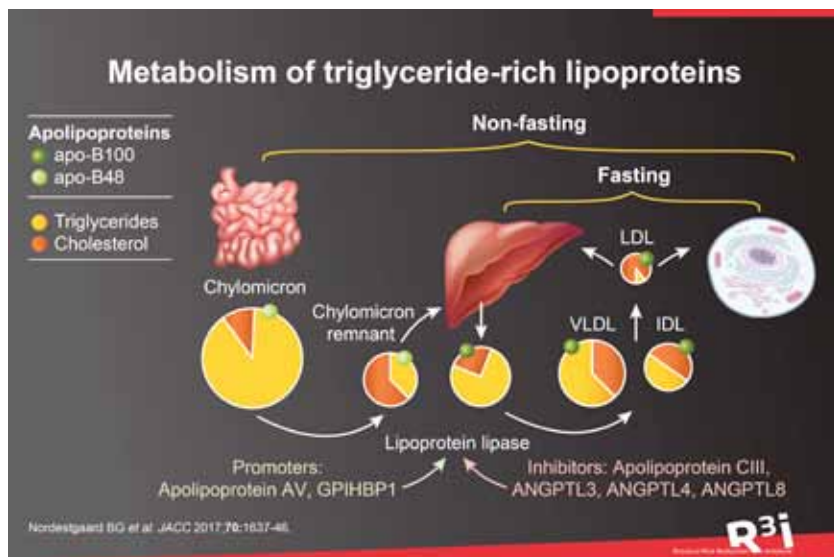 Metabolism of triglyceride-rich lipoproteins
Apolipoproteins
apo-B100
apo-B48
Triglycerides
Cholesterol
Non-fasting
Fasting
LDL
Chylomicron
Chylomicron
remnant
VLDL
IDL
Lipoprotein lipase
Promoters:
Apolipoprotein AV, GPIHBP1
Inhibitors: Apolipoprotein CIII,
ANGPTL3, ANGPTL4, ANGPTL8
Nordestgaard BG et al. JACC 2017;70:1637-46.
R3i